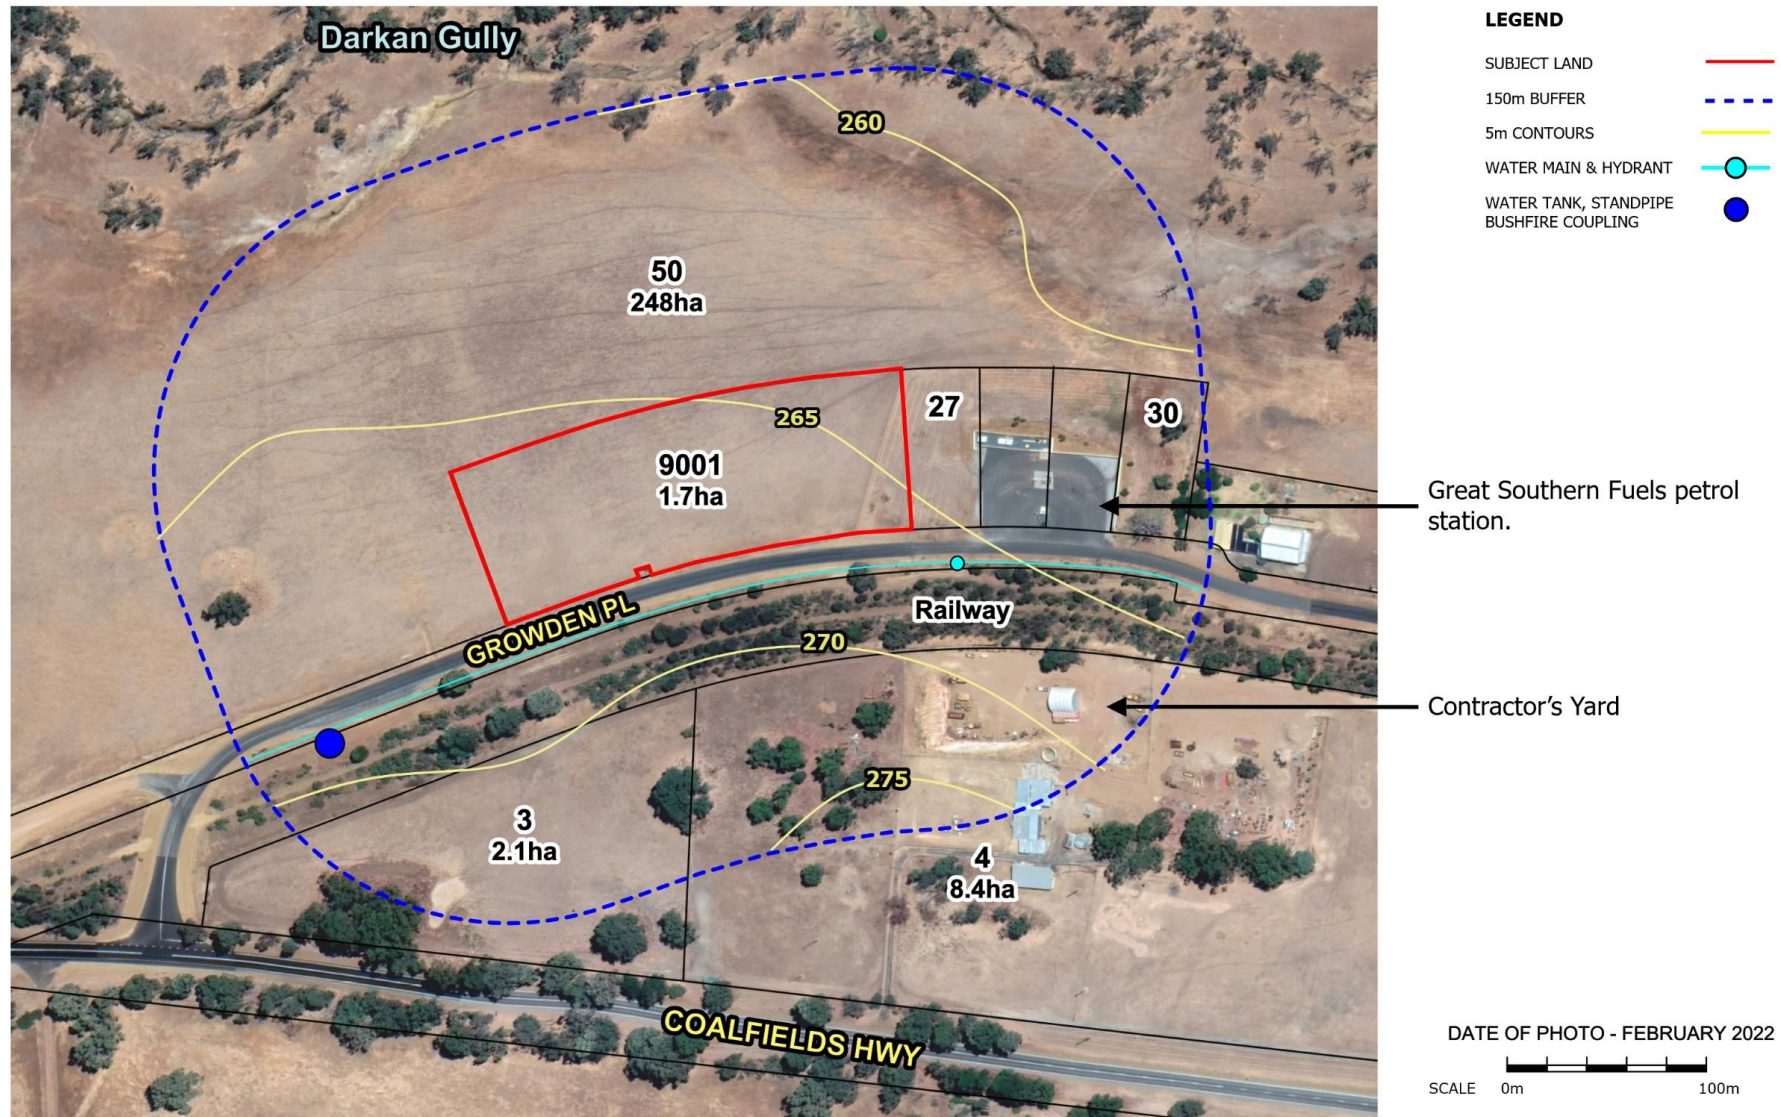 Darkan Gully
260
50
248ha
265
27
30
9001
1.7ha
GROWDEN PL
Railway
270
275
3
2.1ha
4
8.4ha
COALFIELDS HWY
LEGEND
SUBJECT LAND
150m BUFFER
5m CONTOURS
WATER MAIN & HYDRANT
WATER TANK, STANDPIPE
BUSHFIRE COUPLING
Great Southern Fuels petrol
station.
Contractor's Yard
DATE OF PHOTO - FEBRUARY 2022
SCALE 0m 100m